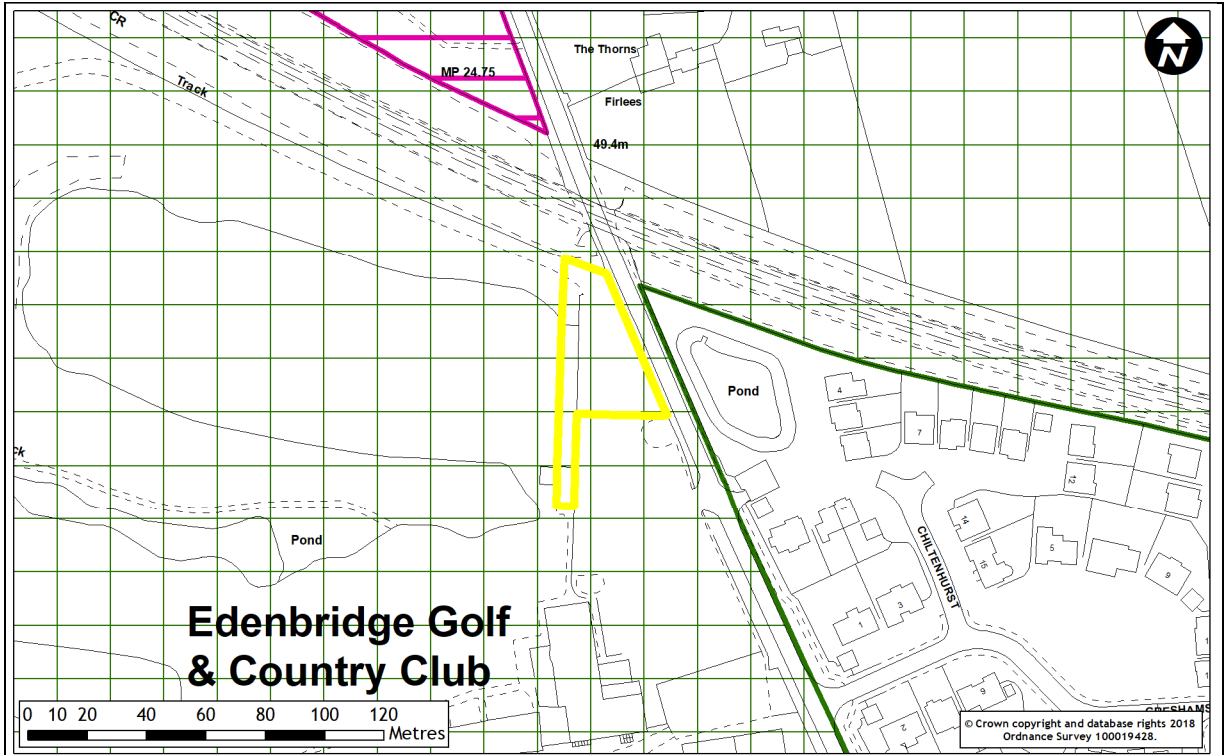 CR
Track
MP 24.75
The Thorns
Firlees
49.4m
N
Pond
4
7
12
14
15
5
9
CHILTENHURST
1
3
9
2
ck
Pond
Edenbridge Golf
& Country Club
GRESHAMS
0 10 20 40 60 80 100 120
Metres
© Crown copyright and database rights 2018
Ordnance Survey 100019428.